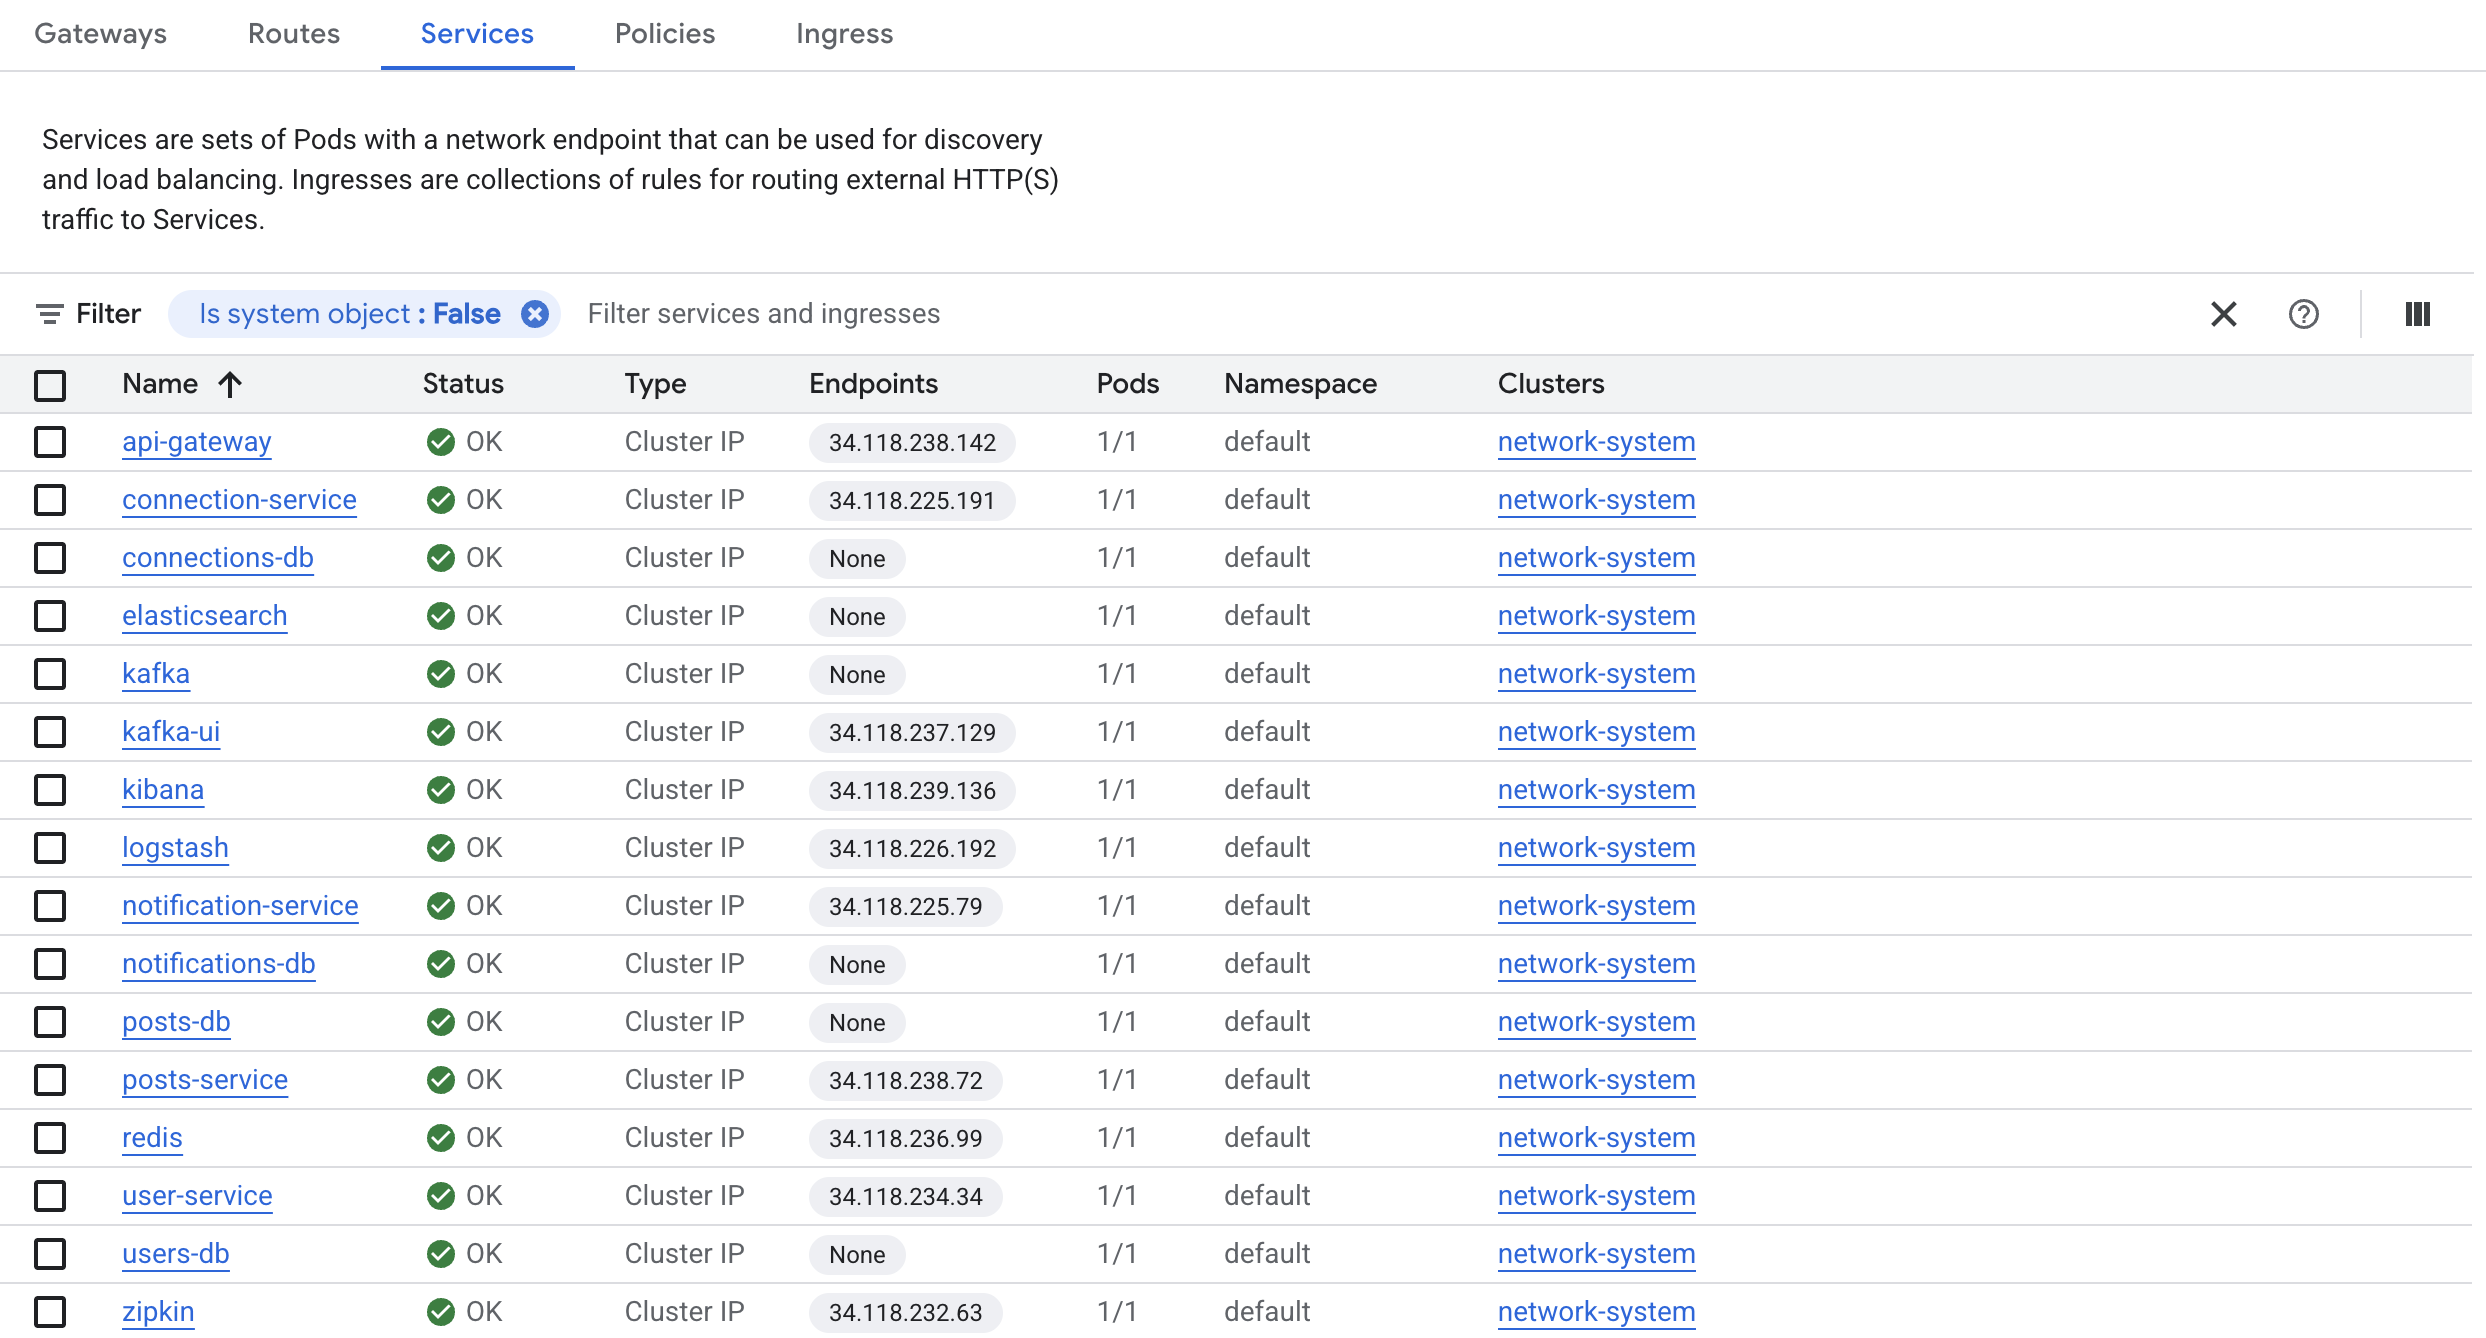 Gateways Routes Services Policies Ingress
Services are sets of Pods with a network endpoint that can be used for discovery
and load balancing. Ingresses are collections of rules for routing external HTTP(S)
traffic to Services.
Filter Is system object : False Filter services and ingresses
Name Status Type Endpoints Pods Namespace Clusters
api-gateway OK Cluster IP 34.118.238.142 1/1 default network-system
connection-service OK Cluster IP 34.118.225.191 1/1 default network-system
connections-db OK Cluster IP None 1/1 default network-system
elasticsearch OK Cluster IP None 1/1 default network-system
kafka OK Cluster IP None 1/1 default network-system
kafka-ui OK Cluster IP 34.118.237.129 1/1 default network-system
kibana OK Cluster IP 34.118.239.136 1/1 default network-system
logstash OK Cluster IP 34.118.226.192 1/1 default network-system
notification-service OK Cluster IP 34.118.225.79 1/1 default network-system
notifications-db OK Cluster IP None 1/1 default network-system
posts-db OK Cluster IP None 1/1 default network-system
posts-service OK Cluster IP 34.118.238.72 1/1 default network-system
redis OK Cluster IP 34.118.236.99 1/1 default network-system
user-service OK Cluster IP 34.118.234.34 1/1 default network-system
users-db OK Cluster IP None 1/1 default network-system
zipkin OK Cluster IP 34.118.232.63 1/1 default network-system